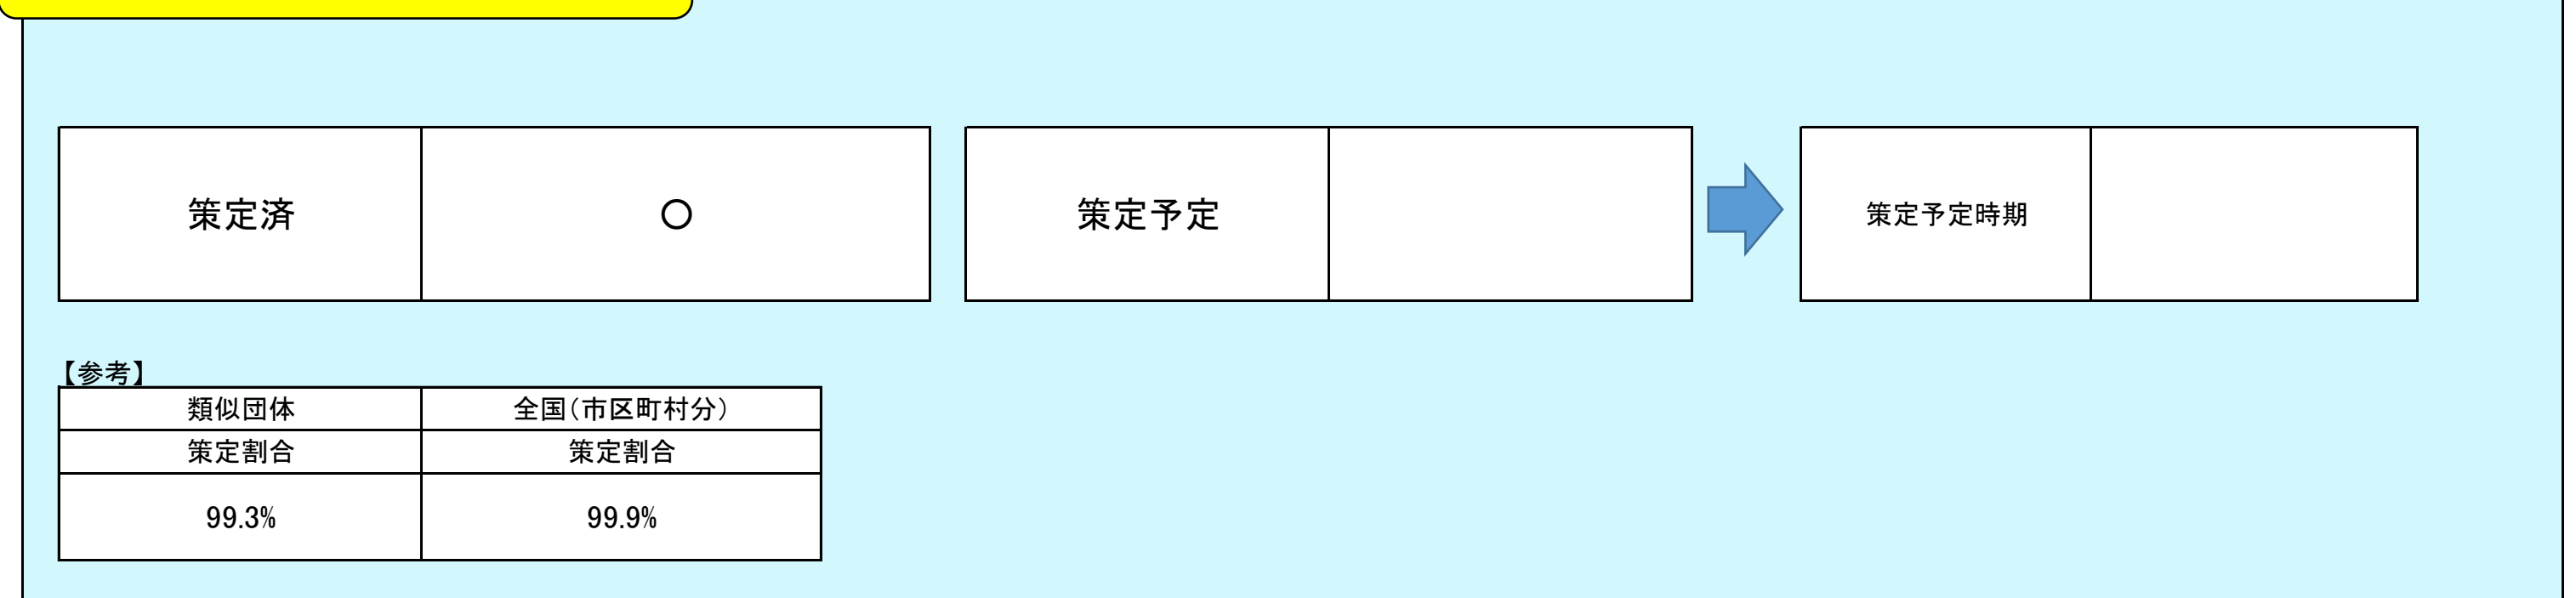 策定済 ○ 策定予定 策定予定時期
【参考】
類似団体 全国（市区町村分）
策定割合 策定割合
99.3% 99.9%